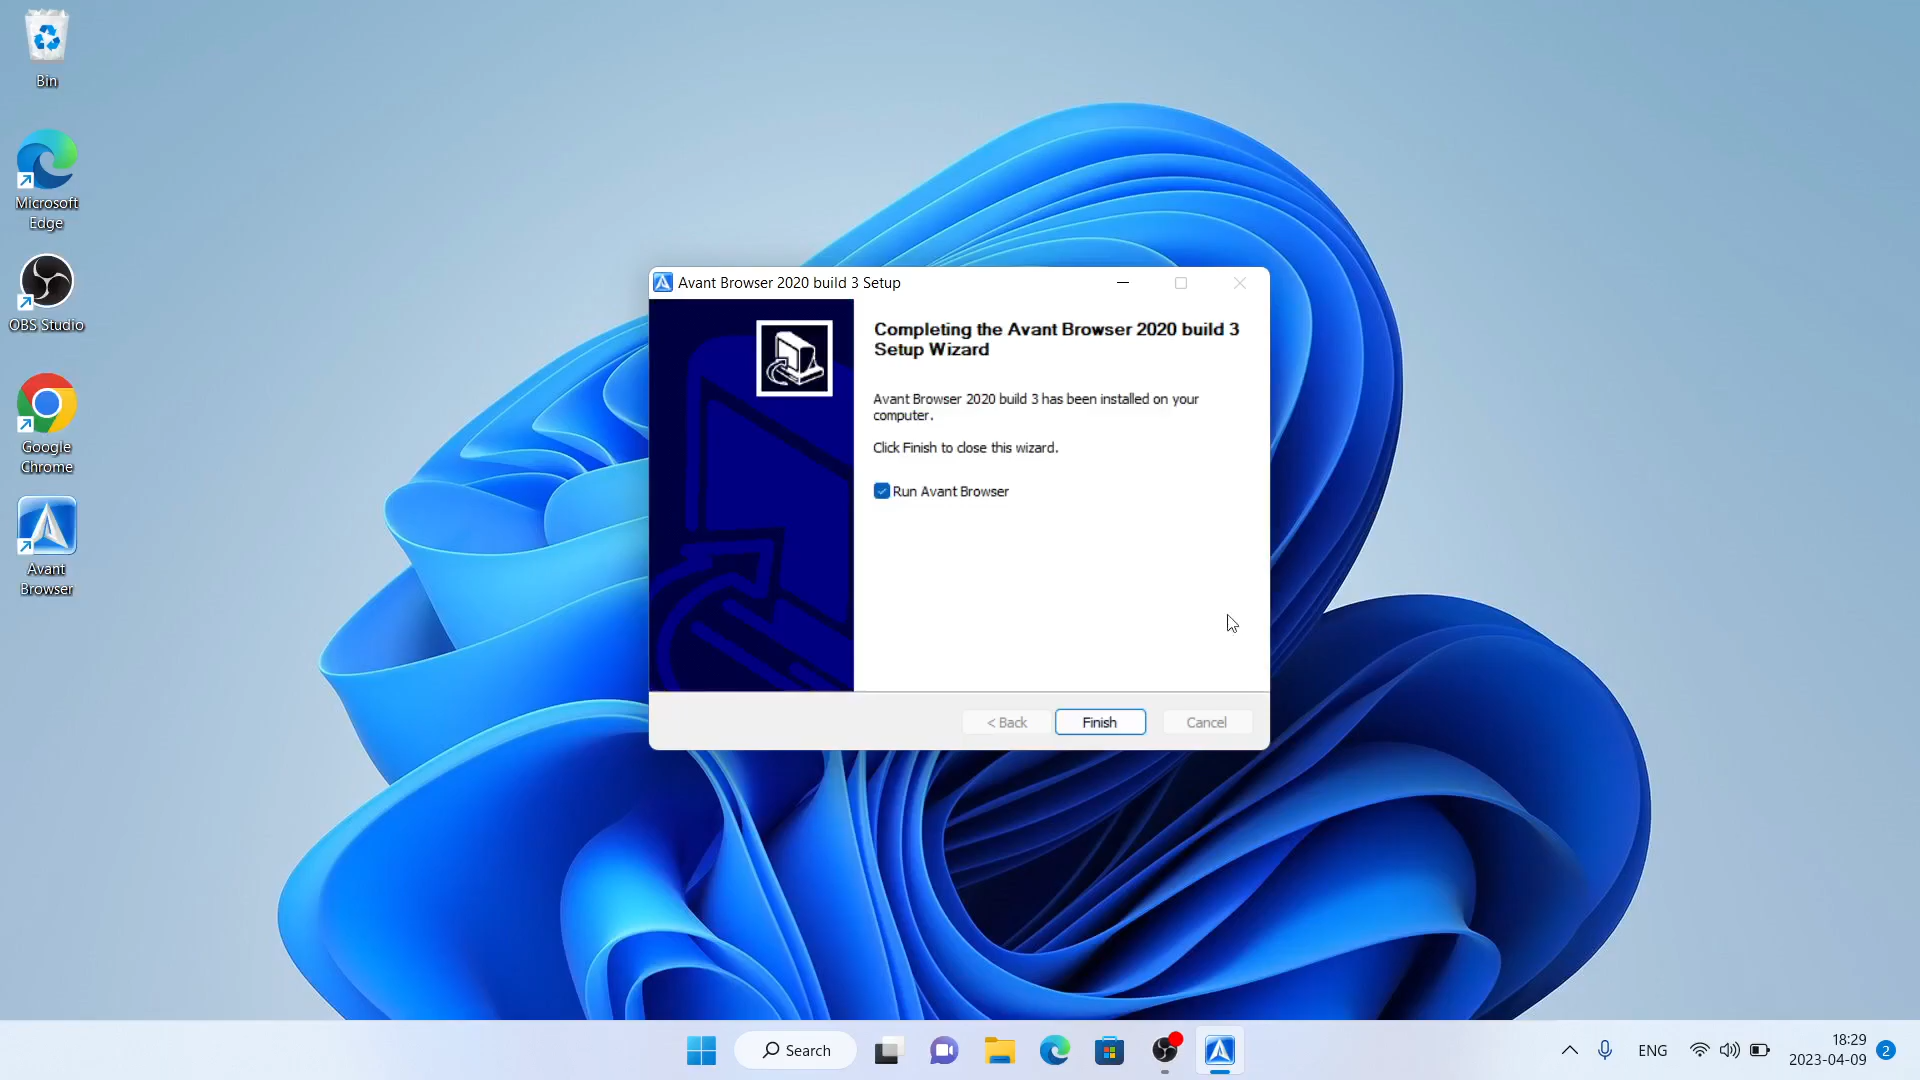 Bin
Microsoft
Edge
OBS Studio
Google
Chrome
Avant
Browser
Avant Browser 2020 build 3 Setup
Completing the Avant Browser 2020 build 3
Setup Wizard
Avant Browser 2020 build 3 has been installed on your
computer.
Click Finish to close this wizard.
Run Avant Browser
< Back
Finish
Cancel
Search
ENG
18:29
2023-04-09
2